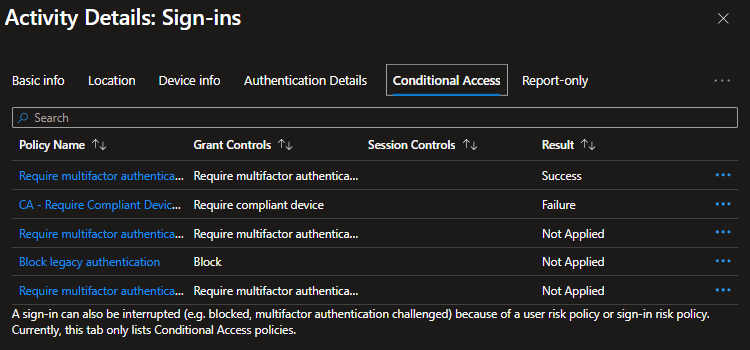 Activity Details: Sign-ins
Basic info Location Device info Authentication Details Conditional Access Report-only
Search
Policy Name Grant Controls Session Controls Result
Require multifactor authentica... Require multifactor authentica... Success
CA - Require Compliant Devic... Require compliant device Failure
Require multifactor authentica... Require multifactor authentica... Not Applied
Block legacy authentication Block Not Applied
Require multifactor authentica... Require multifactor authentica... Not Applied
A sign-in can also be interrupted (e.g. blocked, multifactor authentication challenged) because of a user risk policy or sign-in risk policy.
Currently, this tab only lists Conditional Access policies.